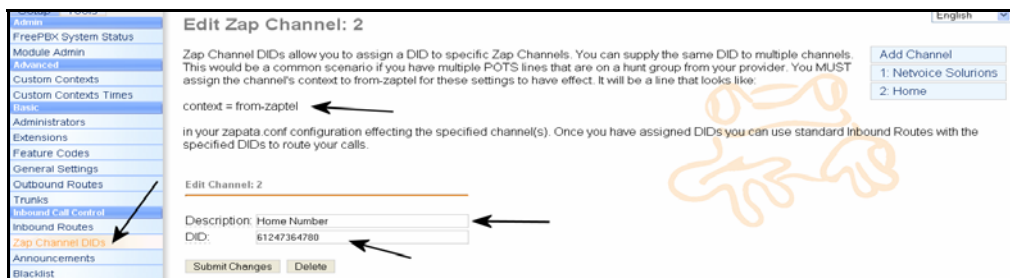 Setup Tools
English
Admin
FreePBX System Status
Module Admin
Advanced
Custom Contexts
Custom Contexts Times
Basic
Administrators
Extensions
Feature Codes
General Settings
Outbound Routes
Trunks
Inbound Call Control
Inbound Routes
Zap Channel DIDs
Announcements
Blacklist
Edit Zap Channel: 2
Zap Channel DIDs allow you to assign a DID to specific Zap Channels. You can supply the same DID to multiple channels.
This would be a common scenario if you have multiple POTS lines that are on a hunt group from your provider. You MUST
assign the channel's context to from-zaptel for these settings to have effect. It will be a line that looks like:
context = from-zaptel
in your zapata.conf configuration effecting the specified channel(s). Once you have assigned DIDs you can use standard Inbound Routes with the
specified DIDs to route your calls.
Edit Channel: 2
Description: Home Number
DID: 61247364780
Submit Changes Delete
Add Channel
1: Netvoice Solurions
2: Home